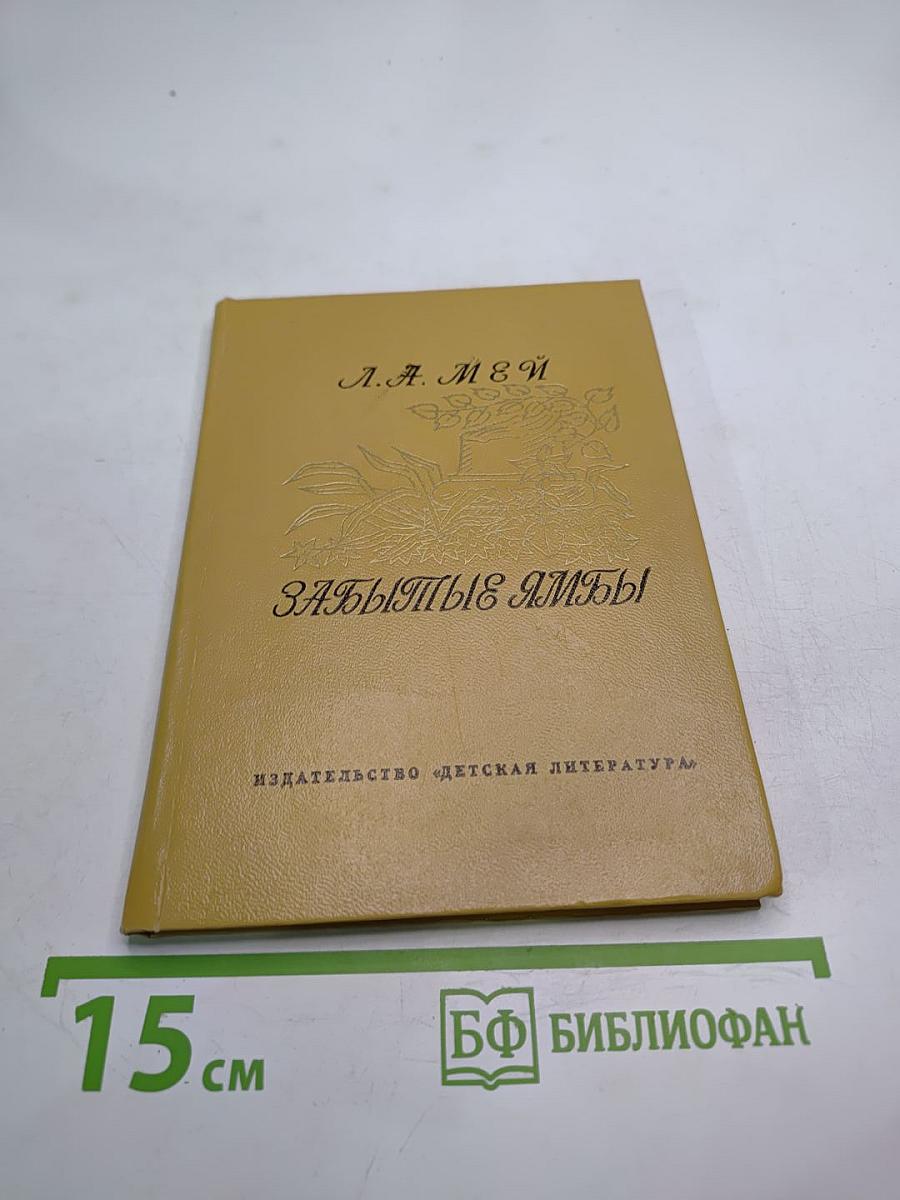 Л. А. МЕЙ
ЗАБЫТЫЕ ЯМБЫ
ИЗДАТЕЛЬСТВО «ДЕТСКАЯ ЛИТЕРАТУРА»
15 см
БФ БИБЛИОФАН